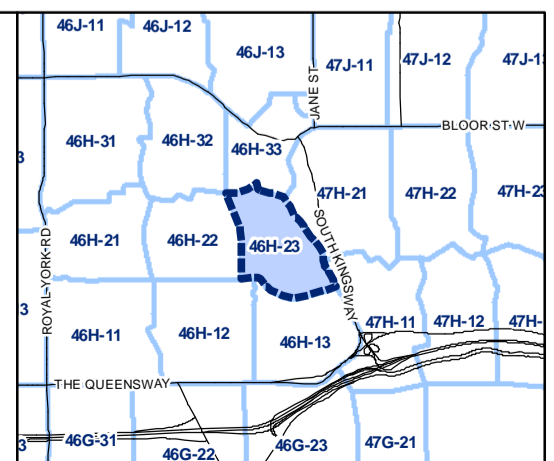 46J-11
46J-12
46J-13
47J-11
47J-12
47J-1
JANE ST
BLOOR ST W
46H-31
46H-32
46H-33
3
47H-21
47H-22
47H-23
ROYAL YORK RD
46H-21
46H-22
46H-23
SOUTH KINGSWAY
3
46H-11
46H-12
46H-13
47H-11
47H-12
47H-
THE QUEENSWAY
3
46G-31
46G-22
46G-23
47G-21